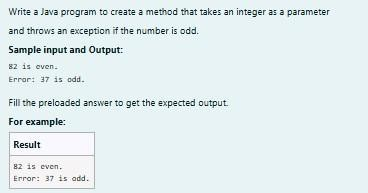 Write a Java program to create a method that takes an integer as a parameter
and throws an exception if the number is odd.
Sample input and Output:
82 is even.
Error: 37 is odd.
Fill the preloaded answer to get the expected output.
For example:
Result
82 is even.
Error: 37 is odd.